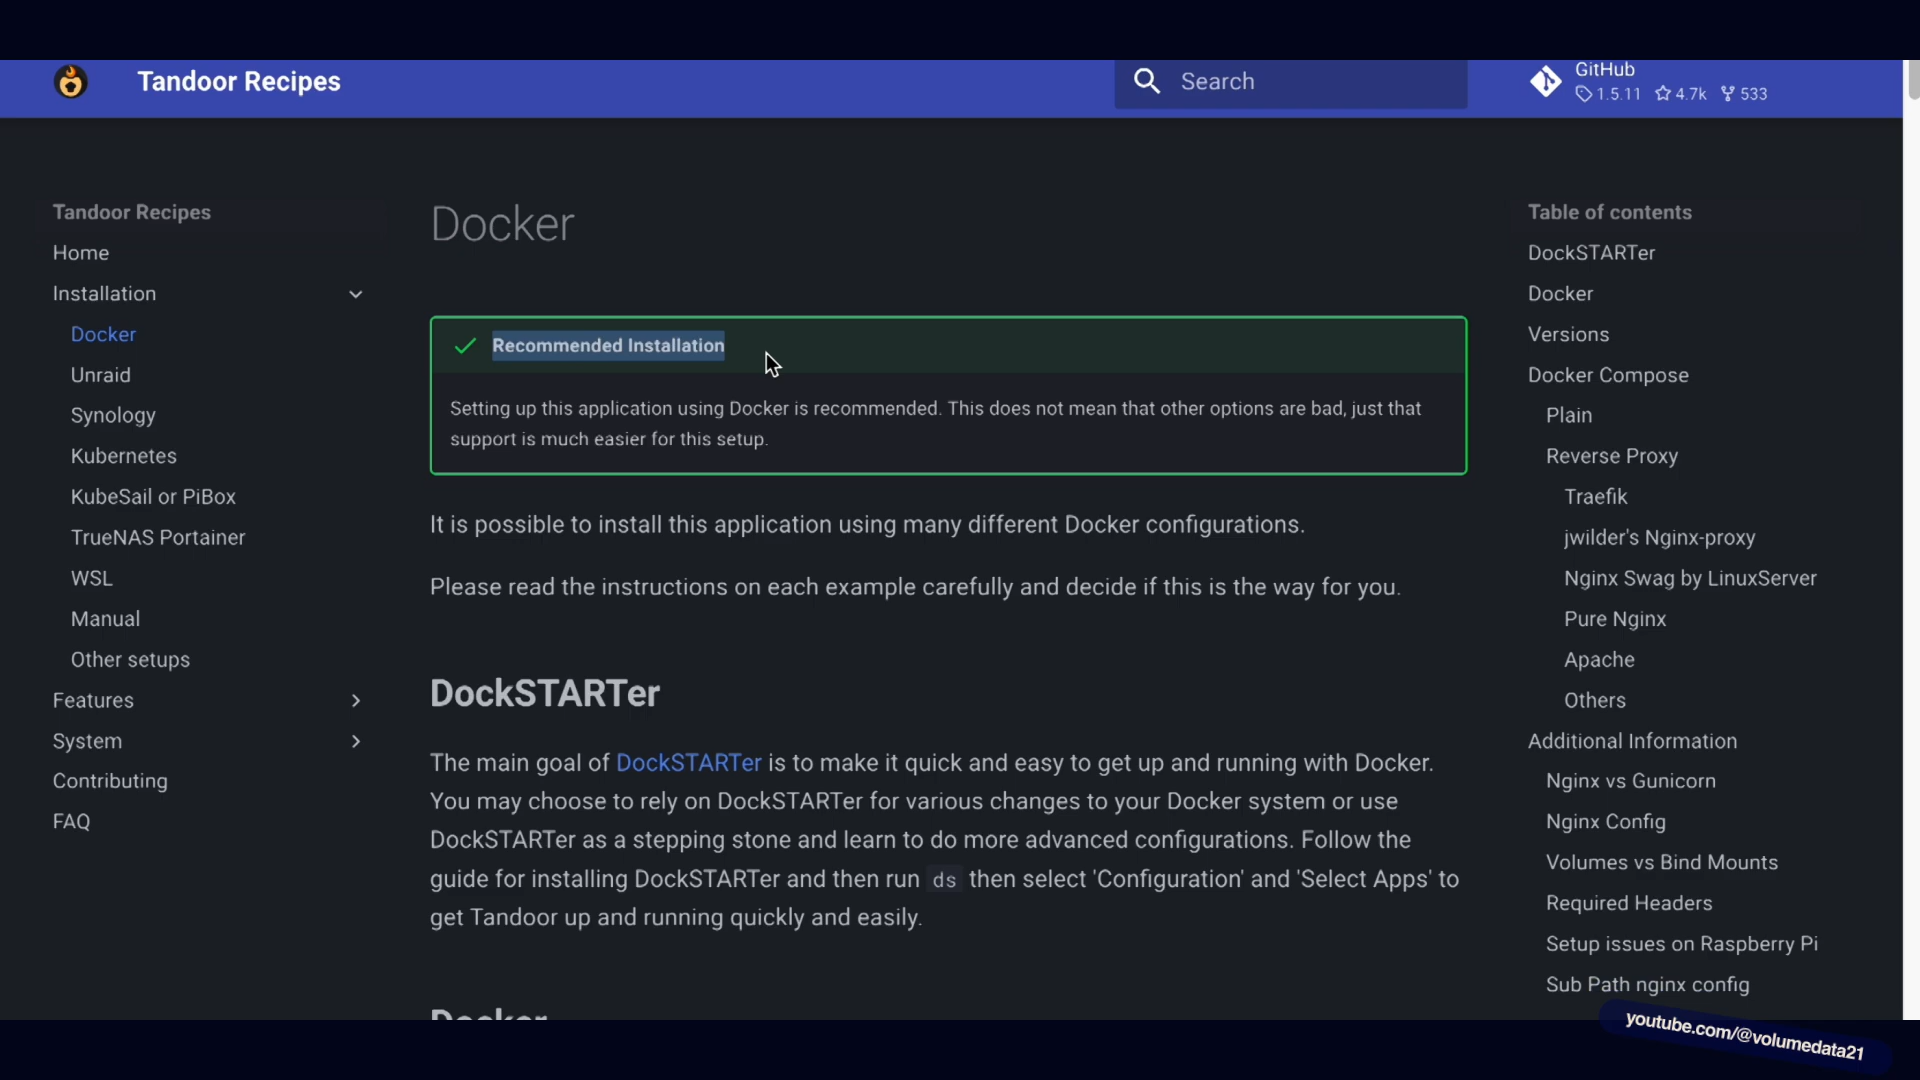 Tandoor Recipes
Search
GitHub
1.5.11 4.7k 533
Tandoor Recipes
Home
Installation
Docker
Unraid
Synology
Kubernetes
KubeSail or PiBox
TrueNAS Portainer
WSL
Manual
Other setups
Features
System
Contributing
FAQ
Docker
Recommended Installation
Setting up this application using Docker is recommended. This does not mean that other options are bad, just that
support is much easier for this setup.
It is possible to install this application using many different Docker configurations.
Please read the instructions on each example carefully and decide if this is the way for you.
DockSTARTer
The main goal of DockSTARTer is to make it quick and easy to get up and running with Docker.
You may choose to rely on DockSTARTer for various changes to your Docker system or use
DockSTARTer as a stepping stone and learn to do more advanced configurations. Follow the
guide for installing DockSTARTer and then run ds then select 'Configuration' and 'Select Apps' to
get Tandoor up and running quickly and easily.
Docker
Table of contents
DockSTARTer
Docker
Versions
Docker Compose
Plain
Reverse Proxy
Traefik
jwilder's Nginx-proxy
Nginx Swag by LinuxServer
Pure Nginx
Apache
Others
Additional Information
Nginx vs Gunicorn
Nginx Config
Volumes vs Bind Mounts
Required Headers
Setup issues on Raspberry Pi
Sub Path nginx config
youtube.com/@volumedata21